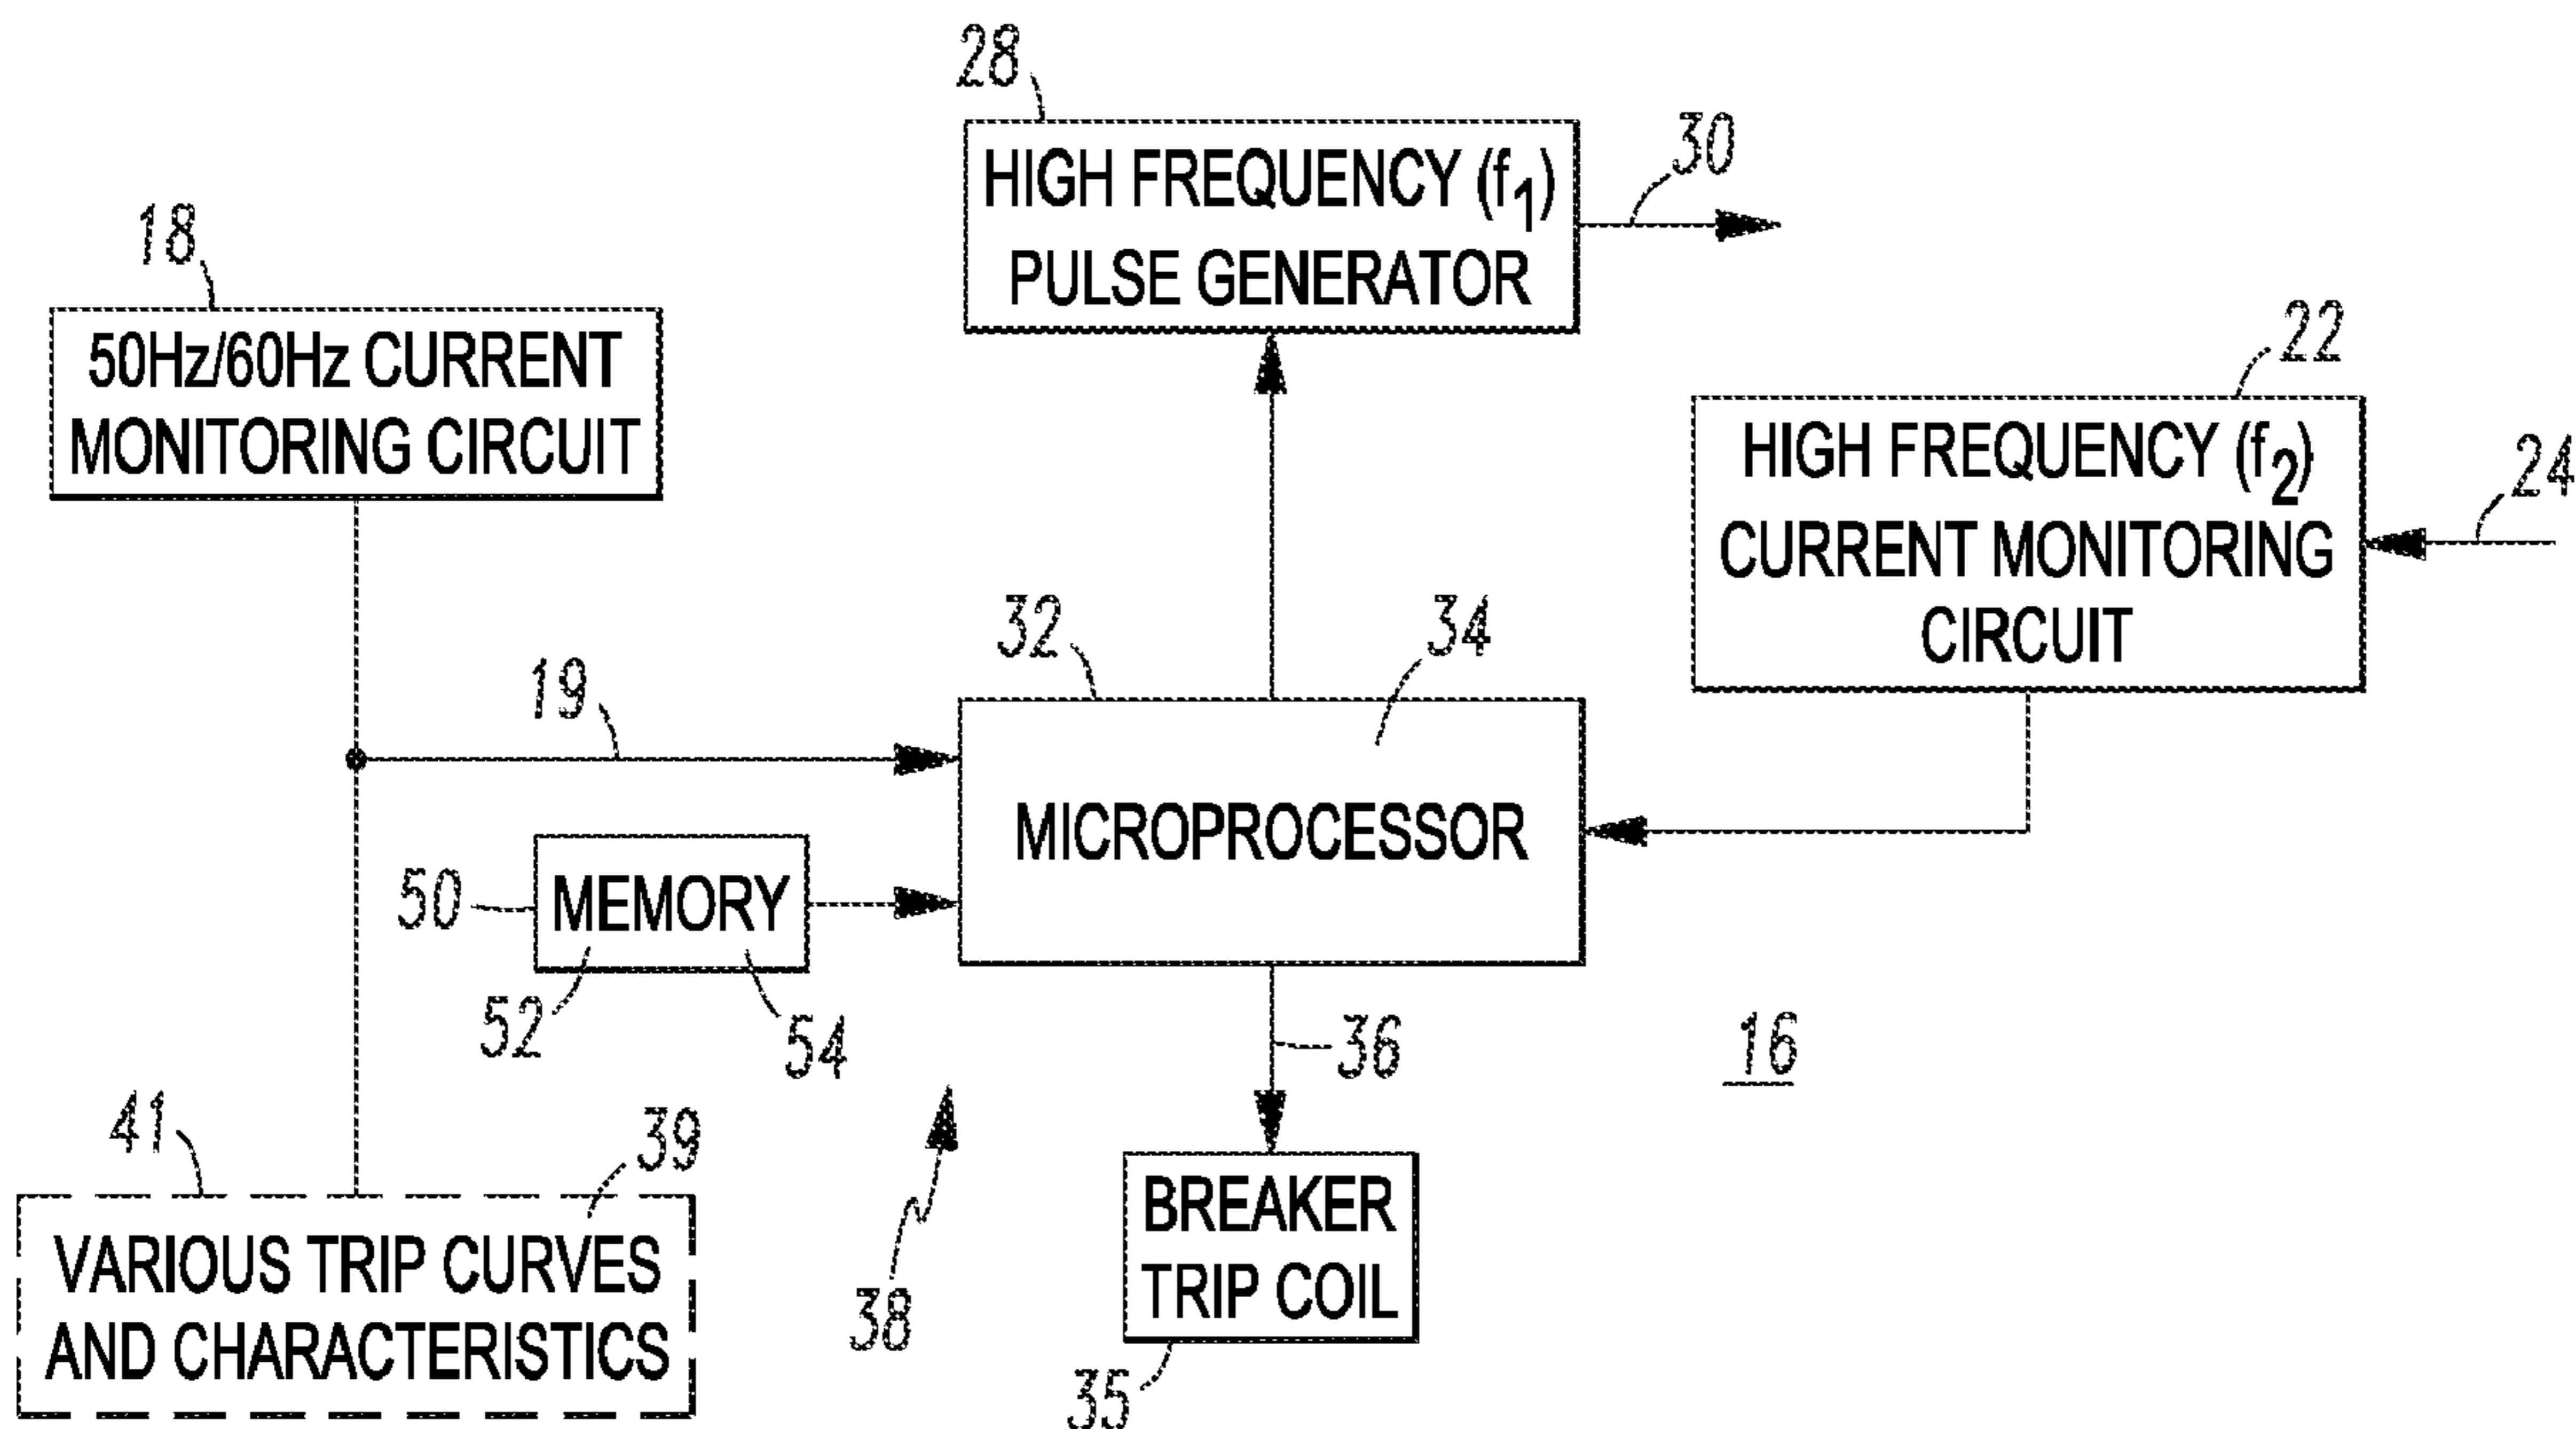 28
HIGH FREQUENCY (f1)
PULSE GENERATOR
30
18
50Hz/60Hz CURRENT
MONITORING CIRCUIT
22
HIGH FREQUENCY (f2)
CURRENT MONITORING
CIRCUIT
24
32
34
19
MICROPROCESSOR
50
MEMORY
52
54
36
16
41
39
VARIOUS TRIP CURVES
AND CHARACTERISTICS
38
BREAKER
TRIP COIL
35